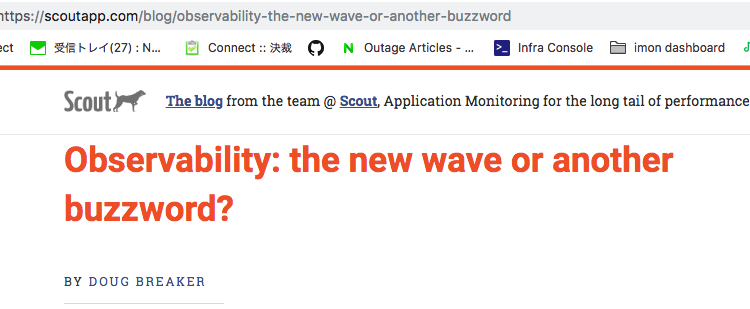 https://scoutapp.com/blog/observability-the-new-wave-or-another-buzzword
ect 受信トレイ(27) : N... Connect :: 決裁 N Outage Articles - ... >_ Infra Console imon dashboard
Scout The blog from the team @ Scout, Application Monitoring for the long tail of performance
Observability: the new wave or another
buzzword?
BY DOUG BREAKER